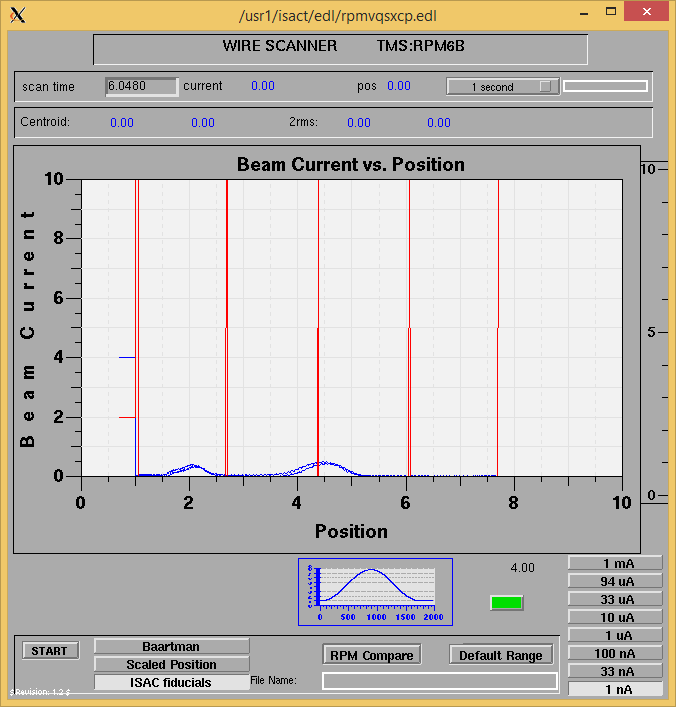 /usr1/isact/edl/rpmvqsxcp.edl
WIRE SCANNER TMS:RPM6B
scan time 6.0480 current 0.00 pos 0.00 1 second
Centroid: 0.00 0.00 2rms: 0.00 0.00
Beam Current vs. Position
10
8
6
4
2
0
Beam Current
10
5
0
0 2 4 6 8 10
Position
8
0 500 1000 1500 2000
4.00
1 mA
94 uA
33 uA
10 uA
1 uA
100 nA
33 nA
1 nA
START
Baartman
Scaled Position
ISAC fiducials
RPM Compare
Default Range
File Name:
$Revision: 1.2 $